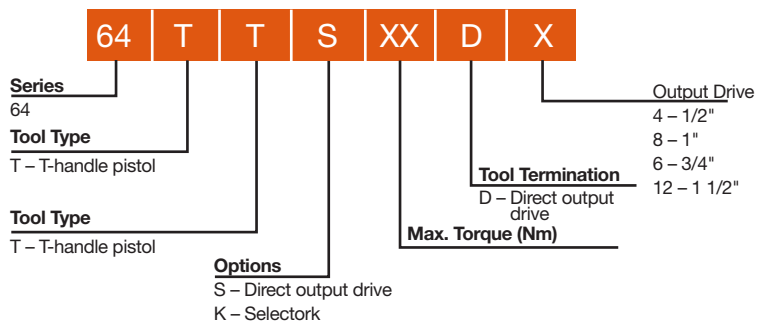 64 T T S XX D X
Series
64
Tool Type
T – T-handle pistol
Tool Type
T – T-handle pistol
Options
S – Direct output drive
K – Selectork
Max. Torque (Nm)
Tool Termination
D – Direct output
drive
Output Drive
4 – 1/2"
8 – 1"
6 – 3/4"
12 – 1 1/2"